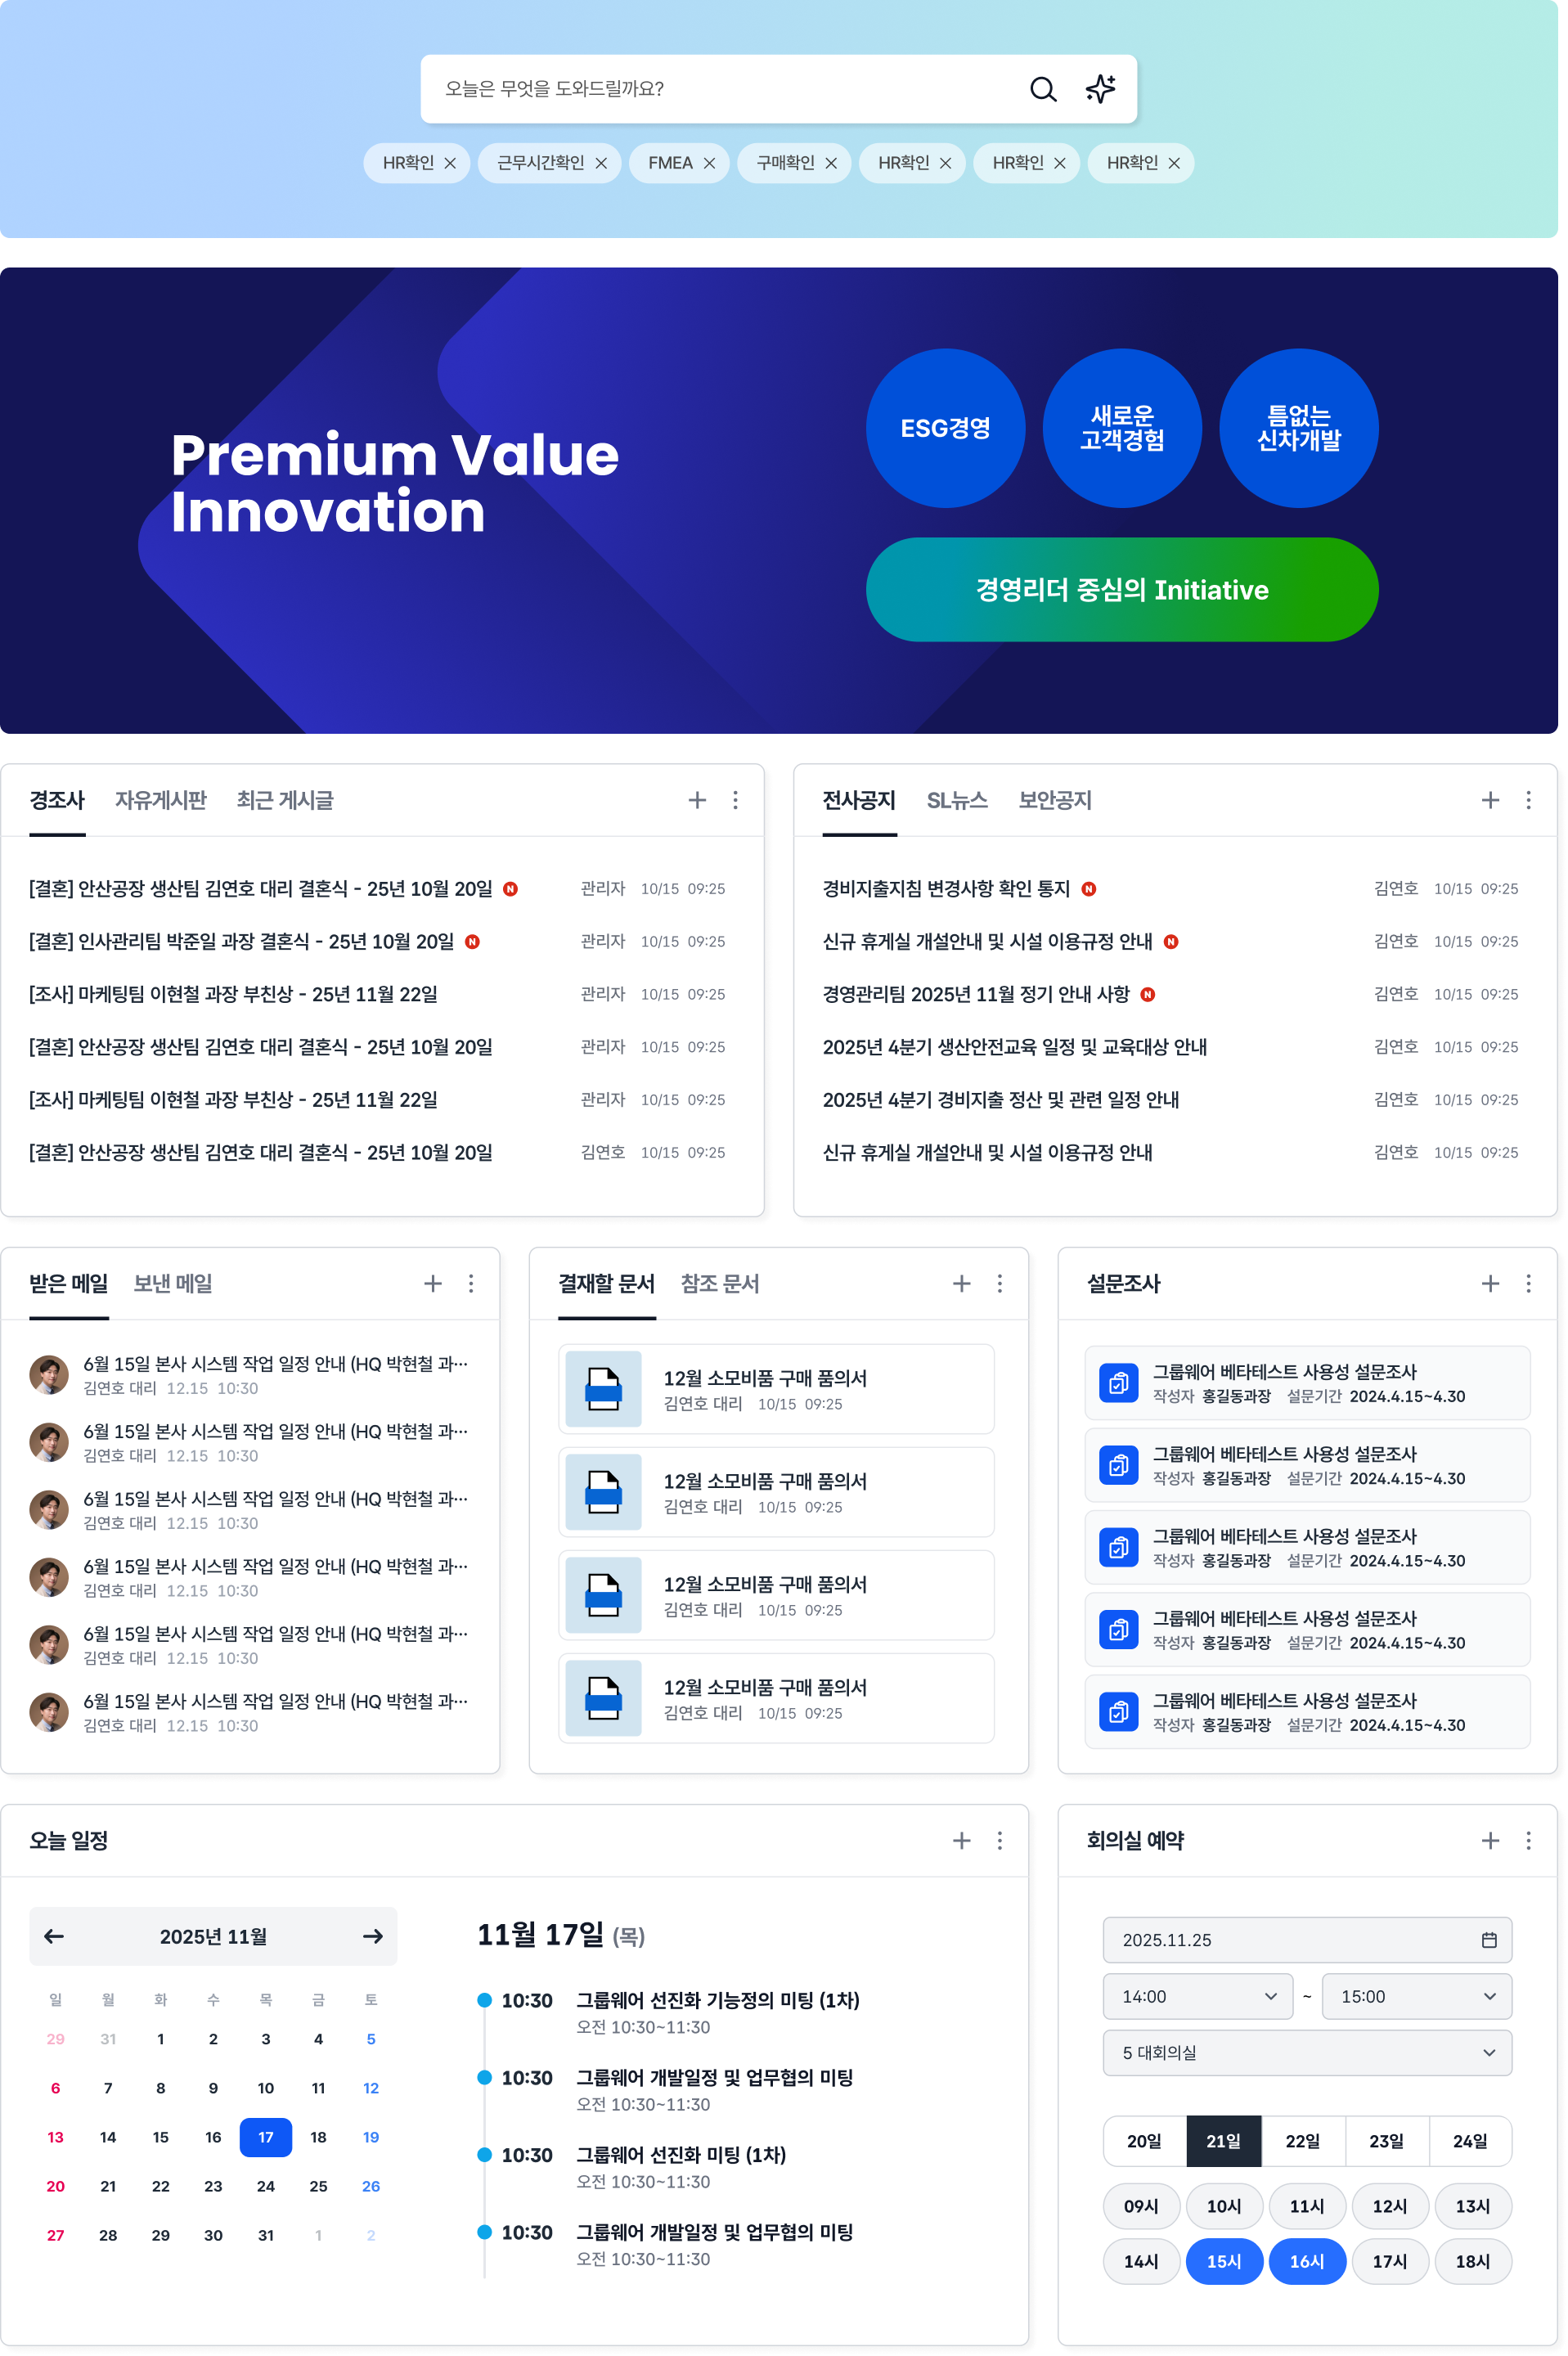 오늘은 무엇을 도와드릴까요?
HR확인 근무시간확인 FMEA 구매확인 HR확인 HR확인 HR확인
Premium Value
Innovation
ESG경영
새로운
고객경험
틈없는
신차개발
경영리더 중심의 Initiative
경조사 자유게시판 최근 게시글
[결혼] 안산공장 생산팀 김연호 대리 결혼식 - 25년 10월 20일 N 관리자 10/15 09:25
[결혼] 인사관리팀 박준일 과장 결혼식 - 25년 10월 20일 N 관리자 10/15 09:25
[조사] 마케팅팀 이현철 과장 부친상 - 25년 11월 22일 관리자 10/15 09:25
[결혼] 안산공장 생산팀 김연호 대리 결혼식 - 25년 10월 20일 관리자 10/15 09:25
[조사] 마케팅팀 이현철 과장 부친상 - 25년 11월 22일 관리자 10/15 09:25
[결혼] 안산공장 생산팀 김연호 대리 결혼식 - 25년 10월 20일 김연호 10/15 09:25
전사공지 SL뉴스 보안공지
경비지출지침 변경사항 확인 통지 N 김연호 10/15 09:25
신규 휴게실 개설안내 및 시설 이용규정 안내 N 김연호 10/15 09:25
경영관리팀 2025년 11월 정기 안내 사항 N 김연호 10/15 09:25
2025년 4분기 생산안전교육 일정 및 교육대상 안내 김연호 10/15 09:25
2025년 4분기 경비지출 정산 및 관련 일정 안내 김연호 10/15 09:25
신규 휴게실 개설안내 및 시설 이용규정 안내 김연호 10/15 09:25
받은 메일 보낸 메일
6월 15일 본사 시스템 작업 일정 안내 (HQ 박현철 과…
김연호 대리 12.15 10:30
6월 15일 본사 시스템 작업 일정 안내 (HQ 박현철 과…
김연호 대리 12.15 10:30
6월 15일 본사 시스템 작업 일정 안내 (HQ 박현철 과…
김연호 대리 12.15 10:30
6월 15일 본사 시스템 작업 일정 안내 (HQ 박현철 과…
김연호 대리 12.15 10:30
6월 15일 본사 시스템 작업 일정 안내 (HQ 박현철 과…
김연호 대리 12.15 10:30
6월 15일 본사 시스템 작업 일정 안내 (HQ 박현철 과…
김연호 대리 12.15 10:30
결재할 문서 참조 문서
12월 소모비품 구매 품의서
김연호 대리 10/15 09:25
12월 소모비품 구매 품의서
김연호 대리 10/15 09:25
12월 소모비품 구매 품의서
김연호 대리 10/15 09:25
12월 소모비품 구매 품의서
김연호 대리 10/15 09:25
설문조사
그룹웨어 베타테스트 사용성 설문조사
작성자 홍길동과장 설문기간 2024.4.15~4.30
그룹웨어 베타테스트 사용성 설문조사
작성자 홍길동과장 설문기간 2024.4.15~4.30
그룹웨어 베타테스트 사용성 설문조사
작성자 홍길동과장 설문기간 2024.4.15~4.30
그룹웨어 베타테스트 사용성 설문조사
작성자 홍길동과장 설문기간 2024.4.15~4.30
그룹웨어 베타테스트 사용성 설문조사
작성자 홍길동과장 설문기간 2024.4.15~4.30
오늘 일정
2025년 11월
일 월 화 수 목 금 토
29 31 1 2 3 4 5
6 7 8 9 10 11 12
13 14 15 16 17 18 19
20 21 22 23 24 25 26
27 28 29 30 31 1 2
11월 17일 (목)
10:30 그룹웨어 선진화 기능정의 미팅 (1차)
오전 10:30~11:30
10:30 그룹웨어 개발일정 및 업무협의 미팅
오전 10:30~11:30
10:30 그룹웨어 선진화 미팅 (1차)
오전 10:30~11:30
10:30 그룹웨어 개발일정 및 업무협의 미팅
오전 10:30~11:30
회의실 예약
2025.11.25
14:00 ~ 15:00
5 대회의실
20일 21일 22일 23일 24일
09시 10시 11시 12시 13시
14시 15시 16시 17시 18시